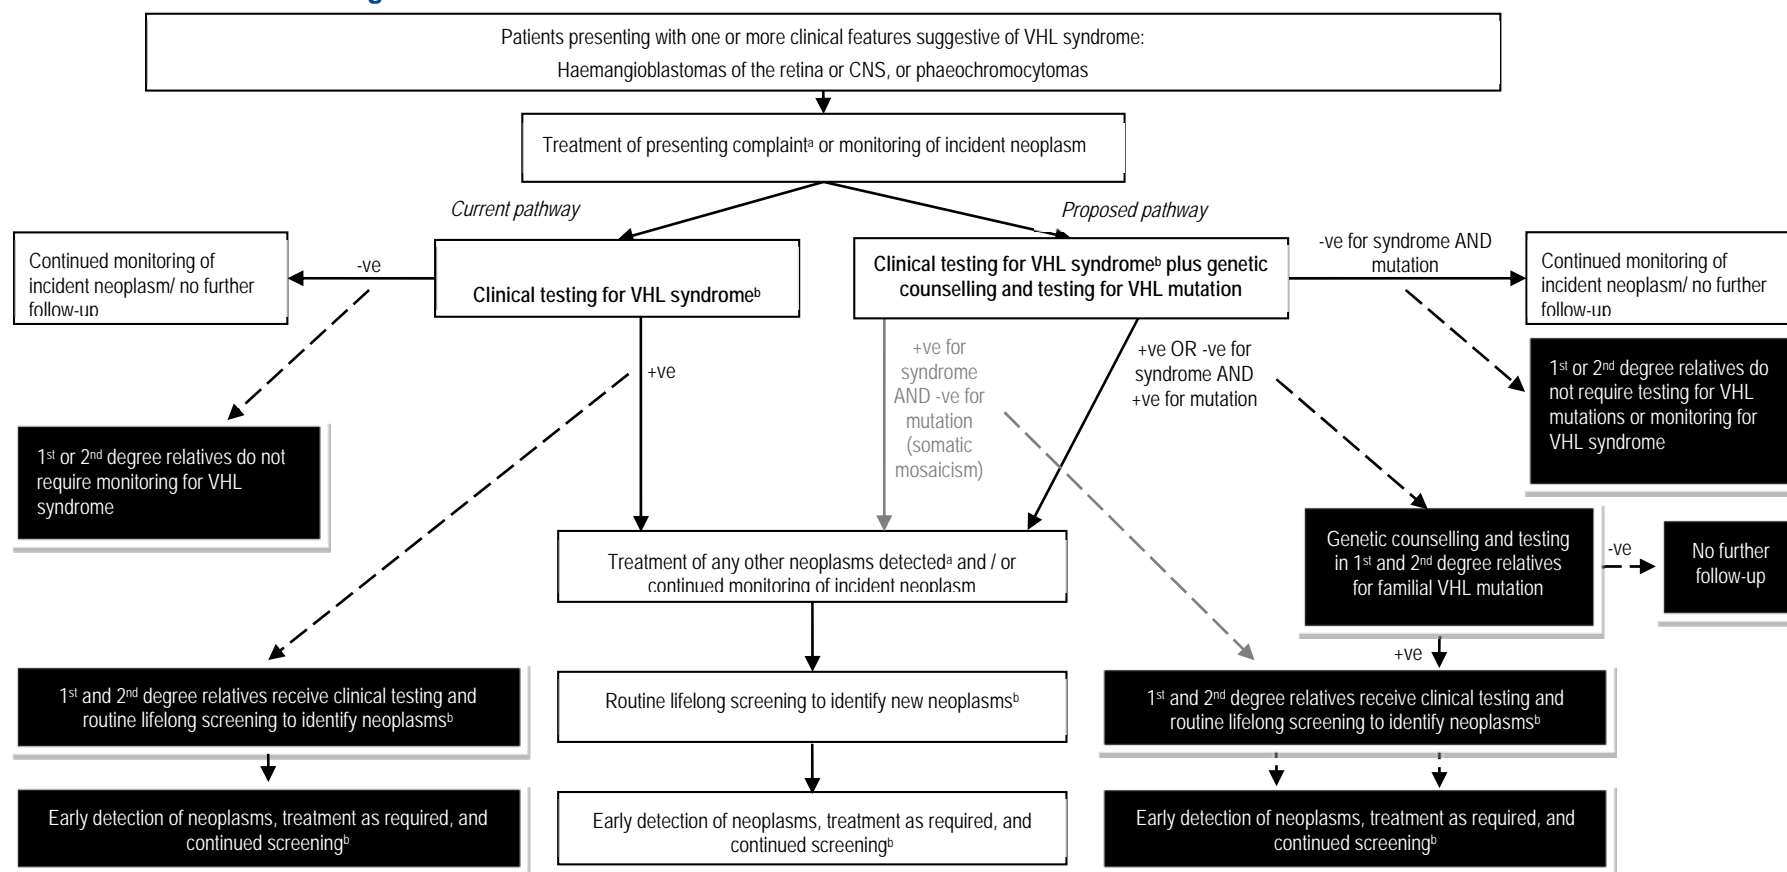 Patients presenting with one or more clinical features suggestive of VHL syndrome:
Haemangioblastomas of the retina or CNS, or phaeochromocytomas
Treatment of presenting complaintᵃ or monitoring of incident neoplasm
Current pathway
Proposed pathway
Continued monitoring of
incident neoplasm/ no further
follow-up
-ve
Clinical testing for VHL syndromeᵇ
Clinical testing for VHL syndromeᵇ plus genetic
counselling and testing for VHL mutation
-ve for syndrome AND
mutation
Continued monitoring of
incident neoplasm/ no further
follow-up
1st or 2nd degree relatives do not
require monitoring for VHL
syndrome
+ve
+ve for
syndrome
AND -ve for
mutation
(somatic
mosaicism)
+ve OR -ve for
syndrome AND
+ve for mutation
1st or 2nd degree relatives do
not require testing for VHL
mutations or monitoring for
VHL syndrome
Treatment of any other neoplasms detectedᵃ and / or
continued monitoring of incident neoplasm
Genetic counselling and testing
in 1st and 2nd degree relatives
for familial VHL mutation
-ve
No further
follow-up
+ve
1st and 2nd degree relatives receive clinical testing and
routine lifelong screening to identify neoplasmsᵇ
Routine lifelong screening to identify new neoplasmsᵇ
1st and 2nd degree relatives receive clinical testing and
routine lifelong screening to identify neoplasmsᵇ
Early detection of neoplasms, treatment as required, and
continued screeningᵇ
Early detection of neoplasms, treatment as required, and
continued screeningᵇ
Early detection of neoplasms, treatment as required, and
continued screeningᵇ